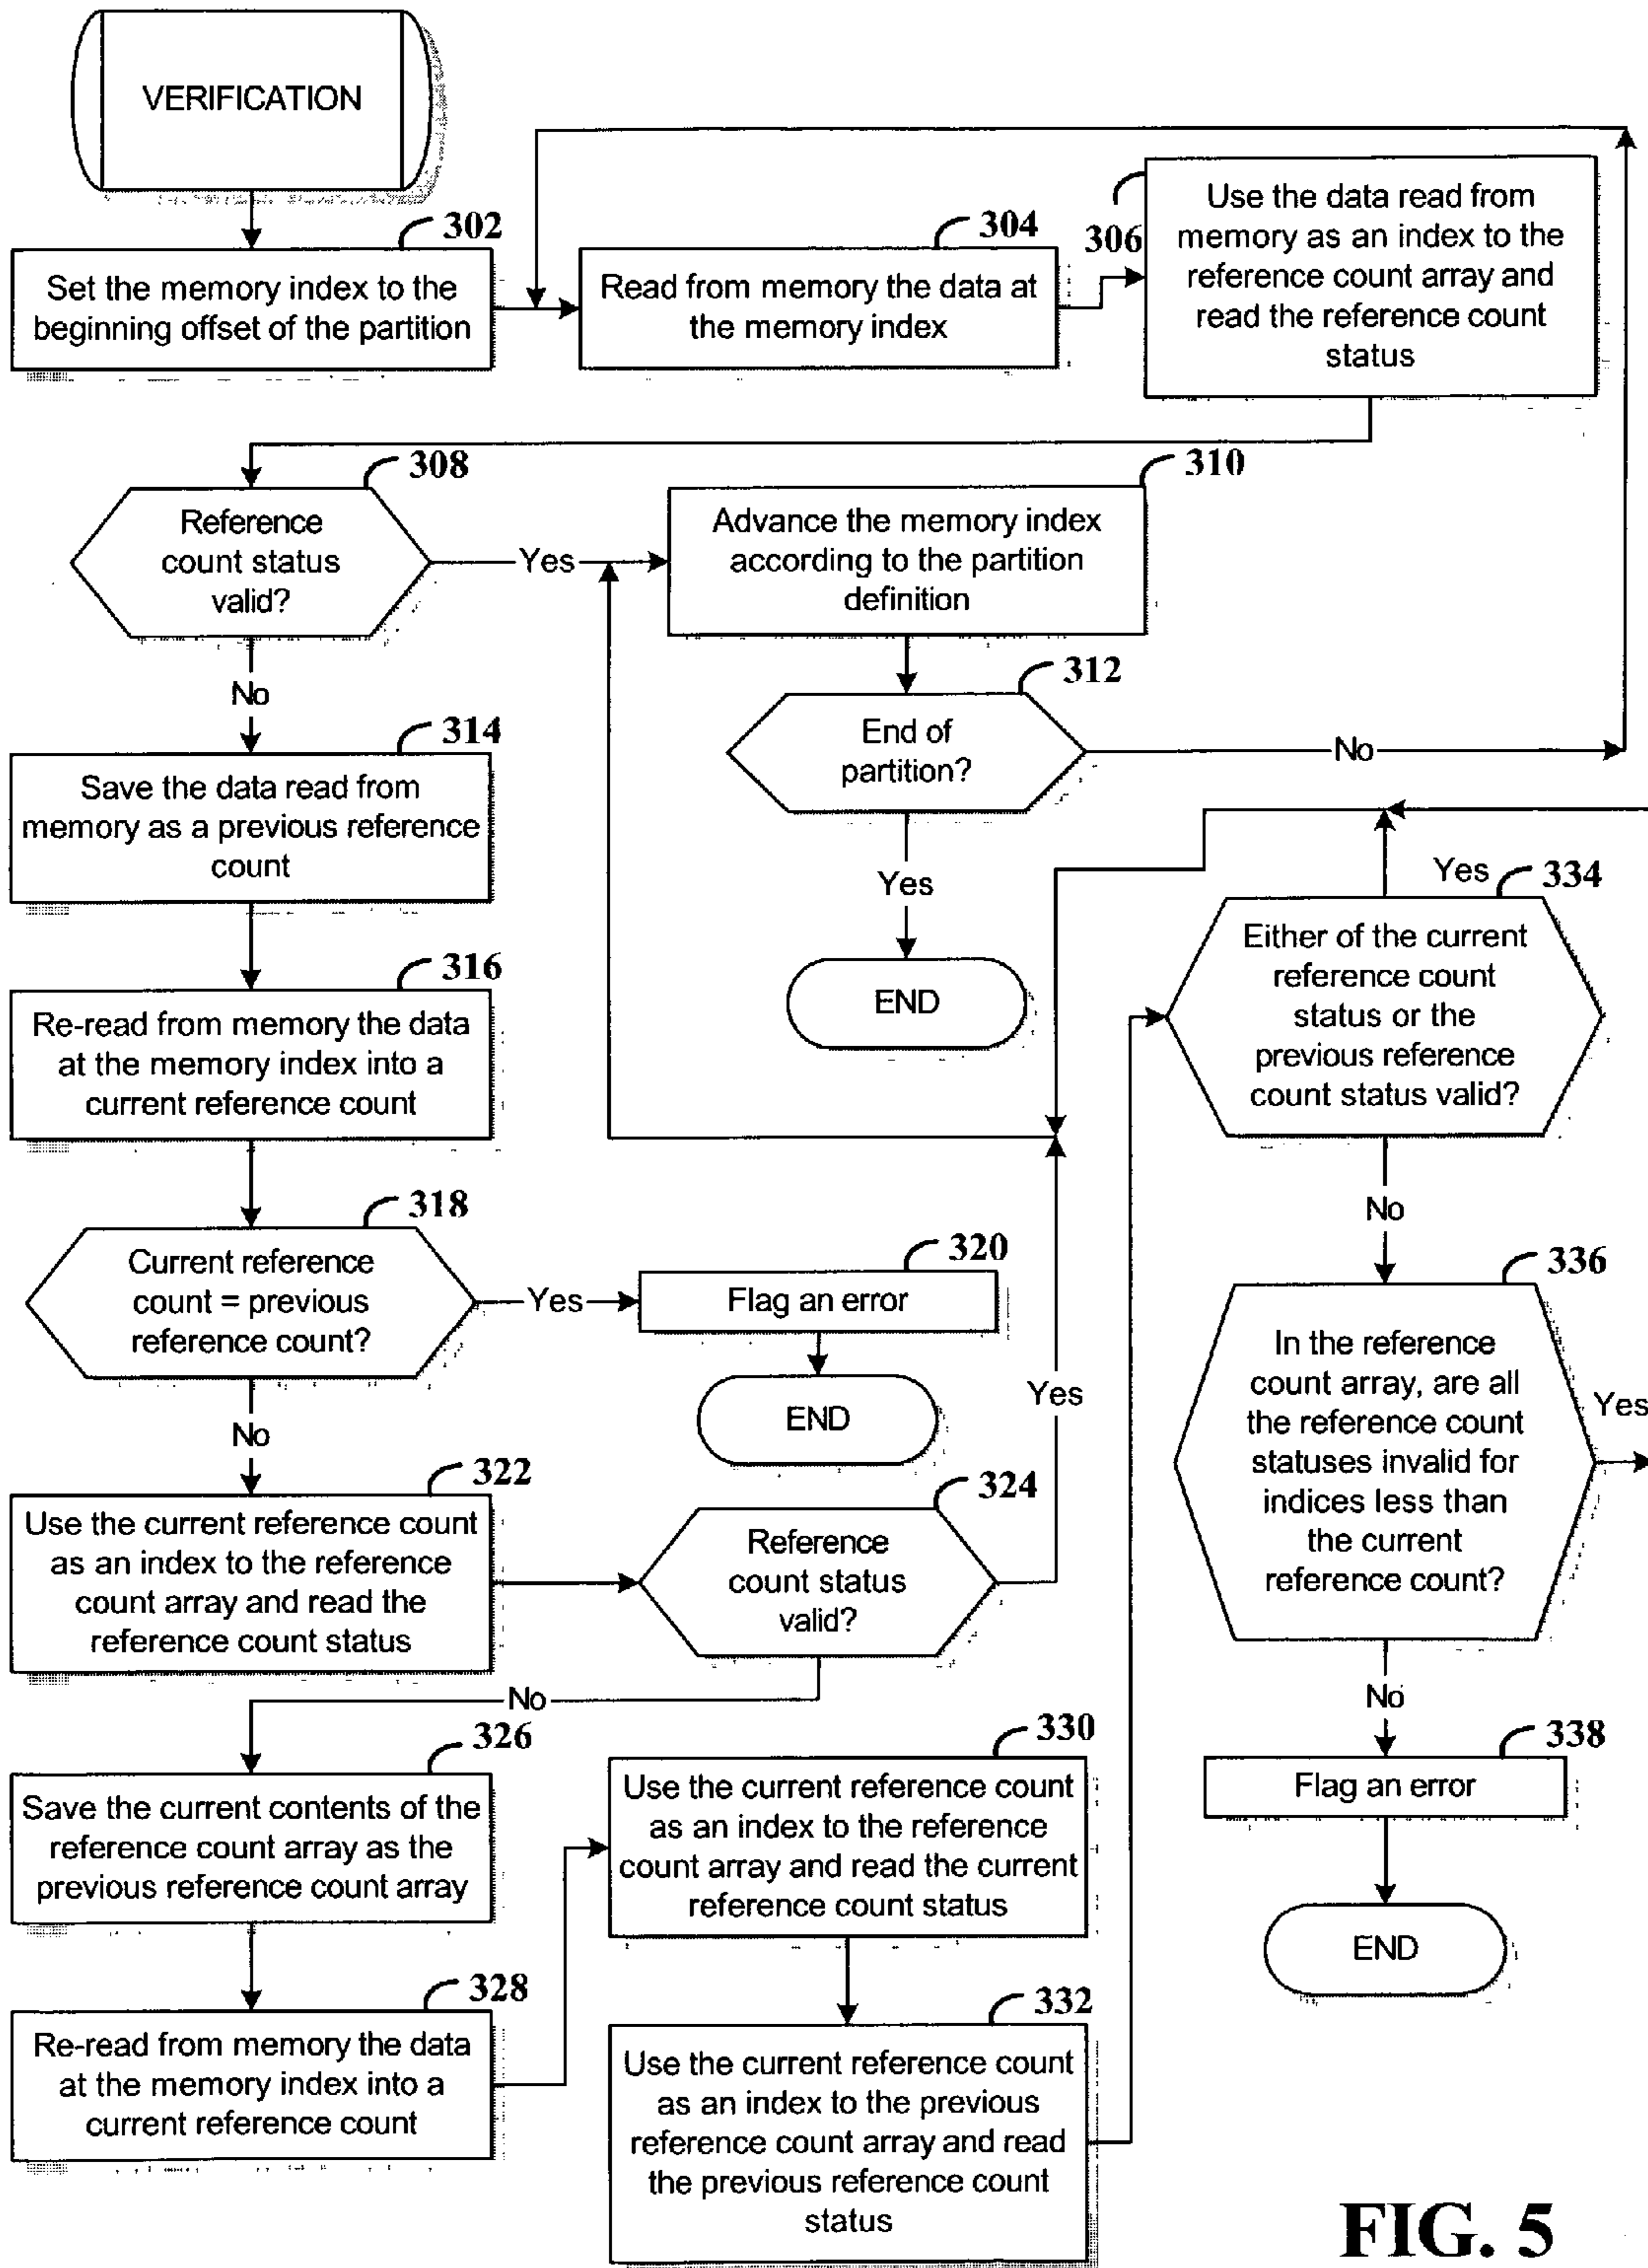 VERIFICATION
302
Set the memory index to the
beginning offset of the partition
304
Read from memory the data at
the memory index
306
Use the data read from
memory as an index to the
reference count array and
read the reference count
status
308
Reference
count status
valid?
Yes
No
310
Advance the memory index
according to the partition
definition
312
End of
partition?
No
Yes
END
314
Save the data read from
memory as a previous reference
count
316
Re-read from memory the data
at the memory index into a
current reference count
318
Current reference
count = previous
reference count?
Yes
No
320
Flag an error
END
322
Use the current reference count
as an index to the reference
count array and read the
reference count status
324
Reference
count status
valid?
Yes
No
326
Save the current contents of the
reference count array as the
previous reference count array
328
Re-read from memory the data
at the memory index into a
current reference count
330
Use the current reference count
as an index to the reference
count array and read the current
reference count status
332
Use the current reference count
as an index to the previous
reference count array and read
the previous reference count
status
Yes
334
Either of the current
reference count
status or the
previous reference
count status valid?
No
336
In the reference
count array, are all
the reference count
statuses invalid for
indices less than
the current
reference count?
Yes
No
338
Flag an error
END
FIG. 5